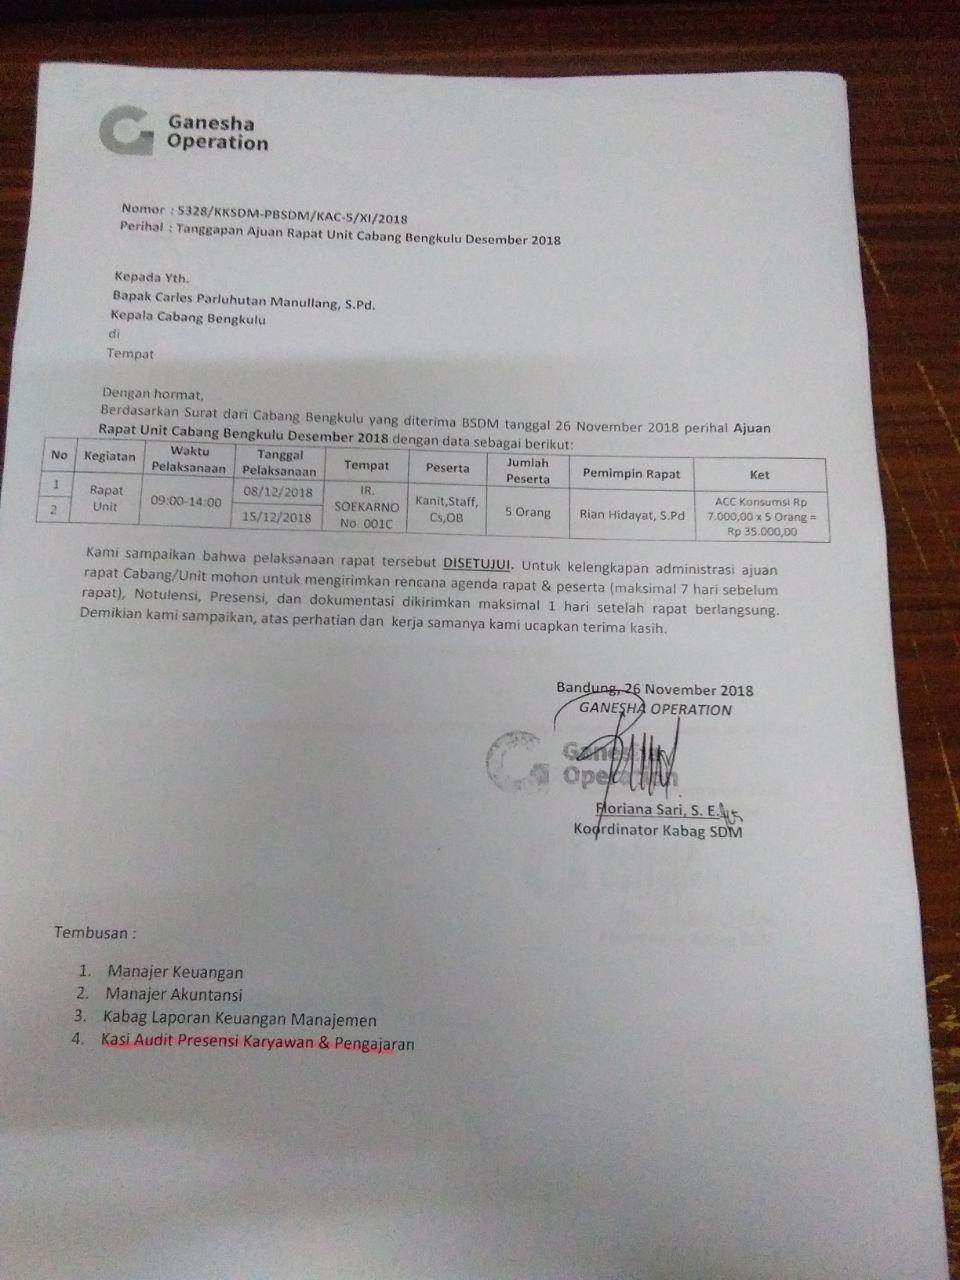 Ganesha
Operation
Nomor : 5328/KKSDM-PBSDM/KAC-5/XI/2018
Perihal : Tanggapan Ajuan Rapat Unit Cabang Bengkulu Desember 2018
Kepada Yth.
Bapak Carles Parluhutan Manullang, S.Pd.
Kepala Cabang Bengkulu
di
Tempat
Dengan hormat,
Berdasarkan Surat dari Cabang Bengkulu yang diterima BSDM tanggal 26 November 2018 perihal Ajuan
Rapat Unit Cabang Bengkulu Desember 2018 dengan data sebagai berikut:
No Kegiatan Waktu Pelaksanaan Tanggal Pelaksanaan Tempat Peserta Jumlah Peserta Pemimpin Rapat Ket
1 Rapat Unit 09:00-14:00 08/12/2018 IR. SOEKARNO No. 001C Kanit,Staff, Cs,OB 5 Orang Rian Hidayat, S.Pd ACC Konsumsi Rp 7.000,00 x 5 Orang = Rp 35.000,00
2 15/12/2018
Kami sampaikan bahwa pelaksanaan rapat tersebut DISETUJUI. Untuk kelengkapan administrasi ajuan
rapat Cabang/Unit mohon untuk mengirimkan rencana agenda rapat & peserta (maksimal 7 hari sebelum
rapat), Notulensi, Presensi, dan dokumentasi dikirimkan maksimal 1 hari setelah rapat berlangsung.
Demikian kami sampaikan, atas perhatian dan kerja samanya kami ucapkan terima kasih.
Bandung, 26 November 2018
GANESHA OPERATION
Ganesha
Operation
Floriana Sari, S. E.
Koordinator Kabag SDM
Tembusan :
1. Manajer Keuangan
2. Manajer Akuntansi
3. Kabag Laporan Keuangan Manajemen
4. Kasi Audit Presensi Karyawan & Pengajaran